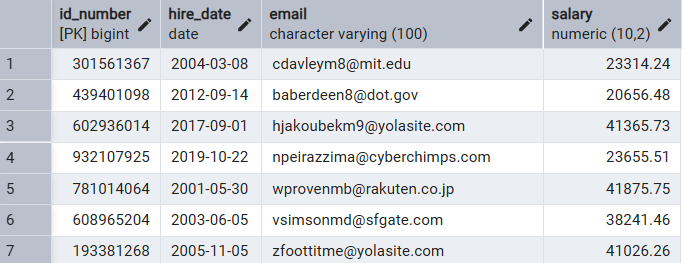 id_number hire_date email salary
[PK] bigint date character varying (100) numeric (10,2)
1 301561367 2004-03-08 cdavleym8@mit.edu 23314.24
2 439401098 2012-09-14 baberdeen8@dot.gov 20656.48
3 602936014 2017-09-01 hjakoubekm9@yolasite.com 41365.73
4 932107925 2019-10-22 npeirazzima@cyberchimps.com 23655.51
5 781014064 2001-05-30 wprovenmb@rakuten.co.jp 41875.75
6 608965204 2003-06-05 vsimsonmd@sfgate.com 38241.46
7 193381268 2005-11-05 zfoottitme@yolasite.com 41026.26